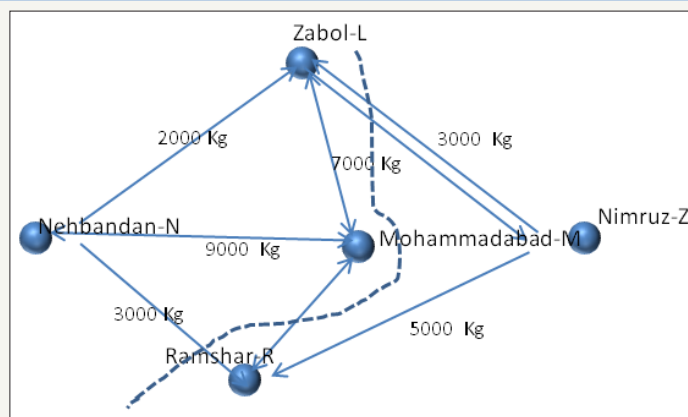 Zabol-L
2000 Kg
3000 Kg
7000 Kg
Nimruz-Z
Nehbandan-N
Mohammadabad-M
9000 Kg
3000 Kg
5000 Kg
Ramshar-R